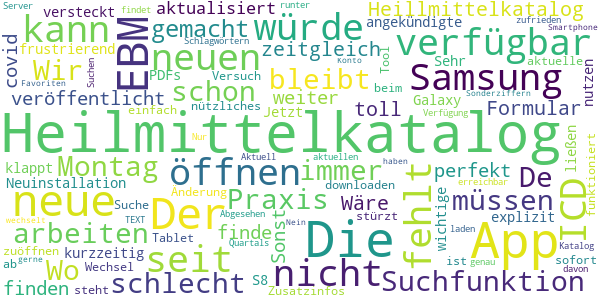 Server findet runter
versteckt aktualisiert Schlagwörtern Heillmittelkatalog
kann EBM gemacht würde angekündigte zufrieden Smartphone
covid frustrierend Wir neuen zeitgleich Sehr verfügbar
PDFs Versuch Suchen Konto Tool aktuelle
Favoriten schon bleibt Samsung
veröffentlicht nützliches weiter toll beim Galaxy Sonderziffern Formular nutzen
einfach Jetzt Verfügung
Heilmittelkatalog
klappt Montag öffnen immer Wäre perfekt De ICD ließen funktioniert
Neuinstallation Nur Aktuell aktuellen haben
neue Der Änderung Praxis downloaden fehlt wichtige müssen explizit
wechselt TEXT Suche Abgesehen stürzt erreichbar
arbeiten seit finde Sonst Die App
zuöffnen kurzzeitig Quartals Nein laden ist Katalog sofort
ab gerne Wo Wechsel Tablet S8 genau davon
finden steht schlecht Zusatzinfos nicht Suchfunktion